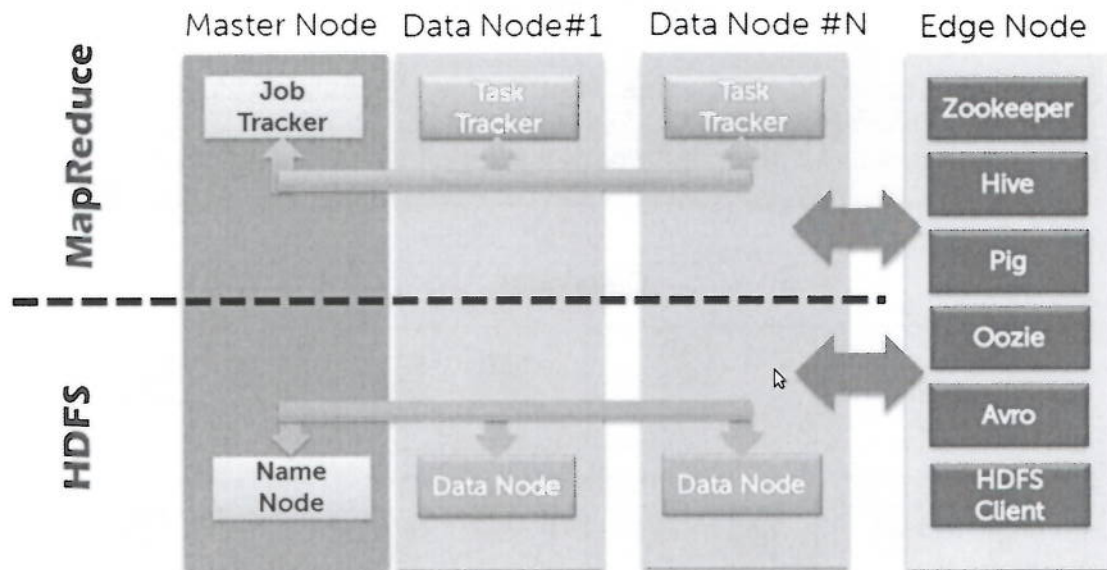 Master Node
Data Node#1
Data Node #N
Edge Node
MapReduce
Job
Tracker
Task
Tracker
Task
Tracker
Zookeeper
Hive
Pig
HDFS
Name
Node
Data Node
Data Node
Oozie
Avro
HDFS
Client